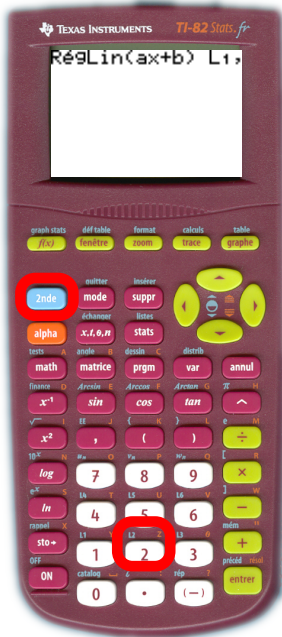 TEXAS INSTRUMENTS TI-82 Stats.fr
RégLin(ax+b) L1,
graph stats déf table format calculs table
f(x) fenêtre zoom trace graphe
quitter insérer
2nde mode suppr
échanger listes
alpha x,t,θ,n stats
tests A angle B dessin C distrib
math matrice prgm var annul
finance D Arcsin E Arccos F Arctan G π H
x⁻¹ sin cos tan ^
√ I EE J { K } L e M
x² , ( ) ÷
10ˣ N uₙ O vₙ P wₙ Q [ R
log 7 8 9 ×
eˣ S L4 T L5 U L6 V ] W
ln 4 5 6 −
rappel X L1 Y L2 Z L3 θ mém "
sto→ 1 2 3 +
OFF catalog i : rép ? précéd résol
ON 0 . (−) entrer